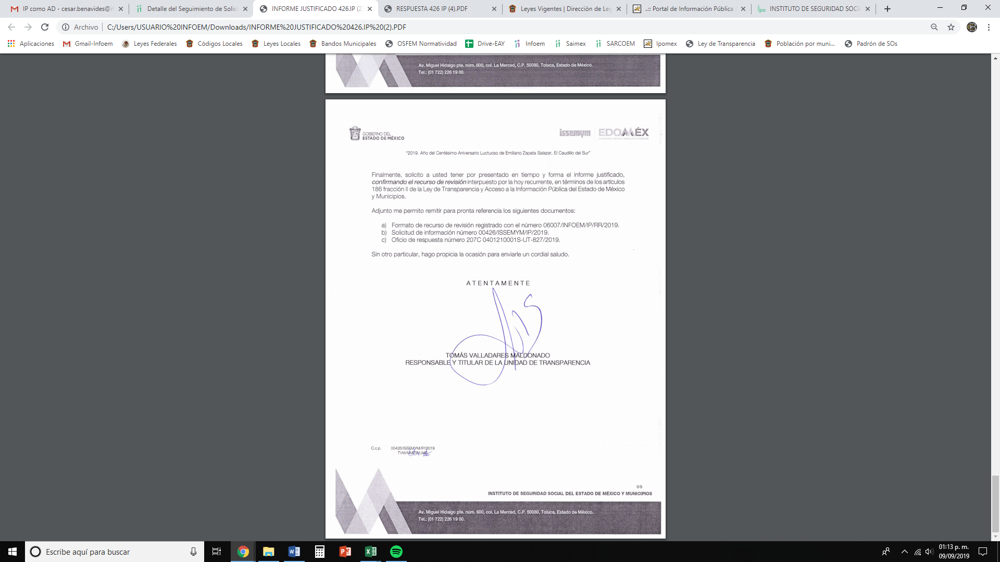 IP como AD - cesar.benavides@i
Detalle del Seguimiento de Solici
INFORME JUSTIFICADO 426.IP (2
RESPUESTA 426 IP (4).PDF
Leyes Vigentes | Dirección de Leg
..:: Portal de Información Pública
INSTITUTO DE SEGURIDAD SOCIA
Archivo
C:/Users/USUARIO%20INFOEM/Downloads/INFORME%20JUSTIFICADO%20426.IP%20(2).PDF
Aplicaciones
Gmail-Infoem
Leyes Federales
Códigos Locales
Leyes Locales
Bandos Municipales
OSFEM Normatividad
Drive-EAY
Infoem
Saimex
SARCOEM
Ipomex
Ley de Transparencia
Población por muni...
Padrón de SOs
Av. Miguel Hidalgo pte. núm. 600, col. La Merced, C.P. 50080, Toluca, Estado de México.
Tel.: (01 722) 226 19 00.
GOBIERNO DEL
ESTADO DE MÉXICO
issemym
EDOMÉX
"2019. Año del Centésimo Aniversario Luctuoso de Emiliano Zapata Salazar, El Caudillo del Sur"
Finalmente, solicito a usted tener por presentado en tiempo y forma el informe justificado,
confirmando el recurso de revisión interpuesto por la hoy recurrente, en términos de los artículos
186 fracción II de la Ley de Transparencia y Acceso a la Información Pública del Estado de México
y Municipios.
Adjunto me permito remitir para pronta referencia los siguientes documentos:
a) Formato de recurso de revisión registrado con el número 06007/INFOEM/IP/RR/2019.
b) Solicitud de información número 00426/ISSEMYM/IP/2019.
c) Oficio de respuesta número 207C 0401210001S-UT-827/2019.
Sin otro particular, hago propicia la ocasión para enviarle un cordial saludo.
ATENTAMENTE
TOMÁS VALLADARES MALDONADO
RESPONSABLE Y TITULAR DE LA UNIDAD DE TRANSPARENCIA
C.c.p. 00426/ISSEMYM/IP/2019
TVM/MMTR/LMG
9/9
INSTITUTO DE SEGURIDAD SOCIAL DEL ESTADO DE MÉXICO Y MUNICIPIOS
Av. Miguel Hidalgo pte. núm. 600, col. La Merced, C.P. 50080, Toluca, Estado de México.
Tel.: (01 722) 226 19 00.
Escribe aquí para buscar
01:13 p. m.
09/09/2019